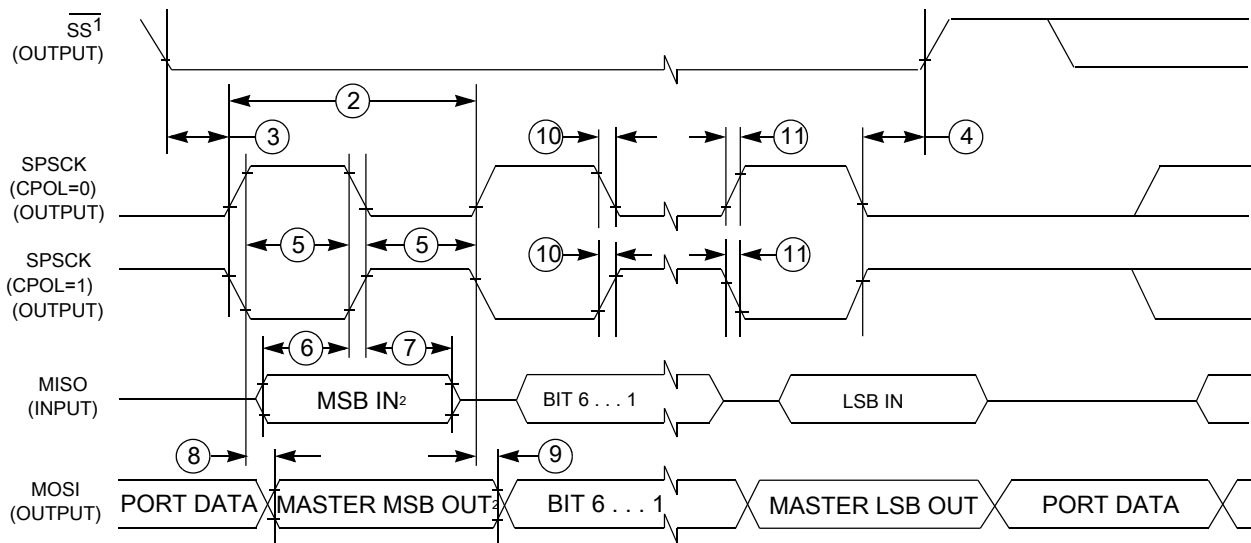 SS1
(OUTPUT)
2
3
10
11
4
SPSCK
(CPOL=0)
(OUTPUT)
5
5
SPSCK
(CPOL=1)
(OUTPUT)
10
11
6
7
MISO
(INPUT)
MSB IN2
BIT 6 . . . 1
LSB IN
8
9
MOSI
(OUTPUT)
PORT DATA
MASTER MSB OUT2
BIT 6 . . . 1
MASTER LSB OUT
PORT DATA